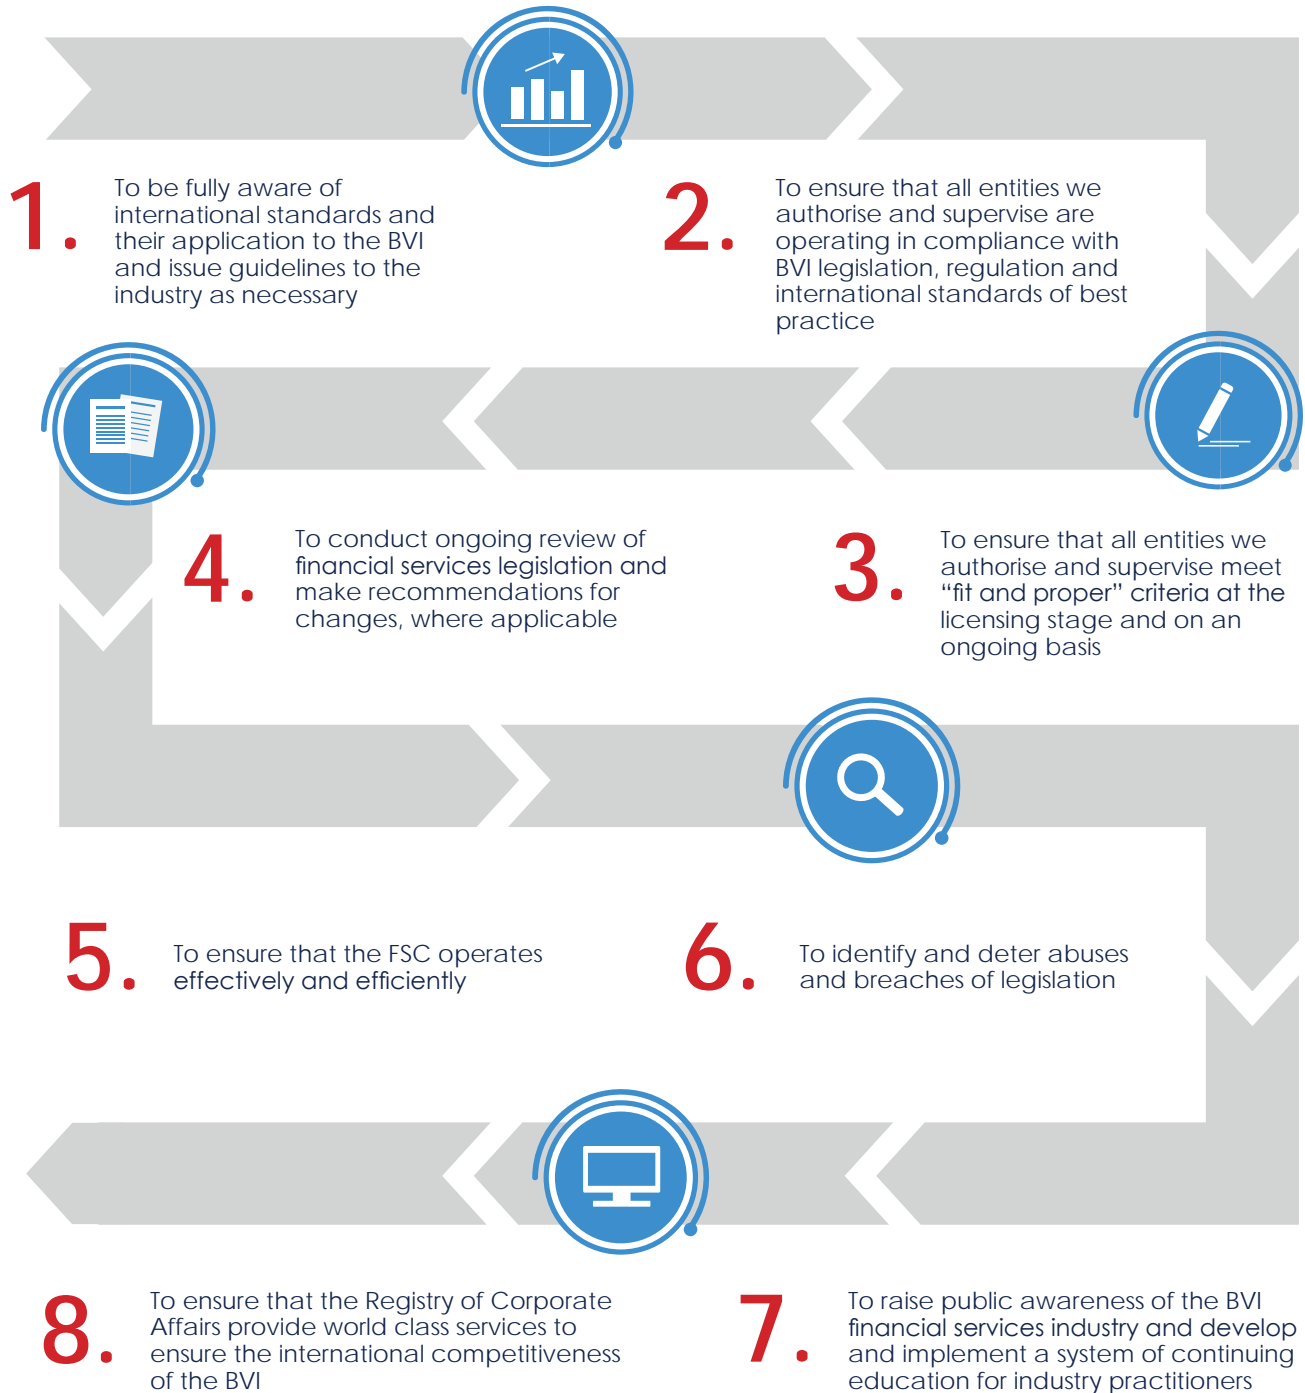 1.
To be fully aware of
international standards and
their application to the BVI
and issue guidelines to the
industry as necessary
2.
To ensure that all entities we
authorise and supervise are
operating in compliance with
BVI legislation, regulation and
international standards of best
practice
3.
To ensure that all entities we
authorise and supervise meet
“fit and proper” criteria at the
licensing stage and on an
ongoing basis
4.
To conduct ongoing review of
financial services legislation and
make recommendations for
changes, where applicable
5.
To ensure that the FSC operates
effectively and efficiently
6.
To identify and deter abuses
and breaches of legislation
7.
To raise public awareness of the BVI
financial services industry and develop
and implement a system of continuing
education for industry practitioners
8.
To ensure that the Registry of Corporate
Affairs provide world class services to
ensure the international competitiveness
of the BVI